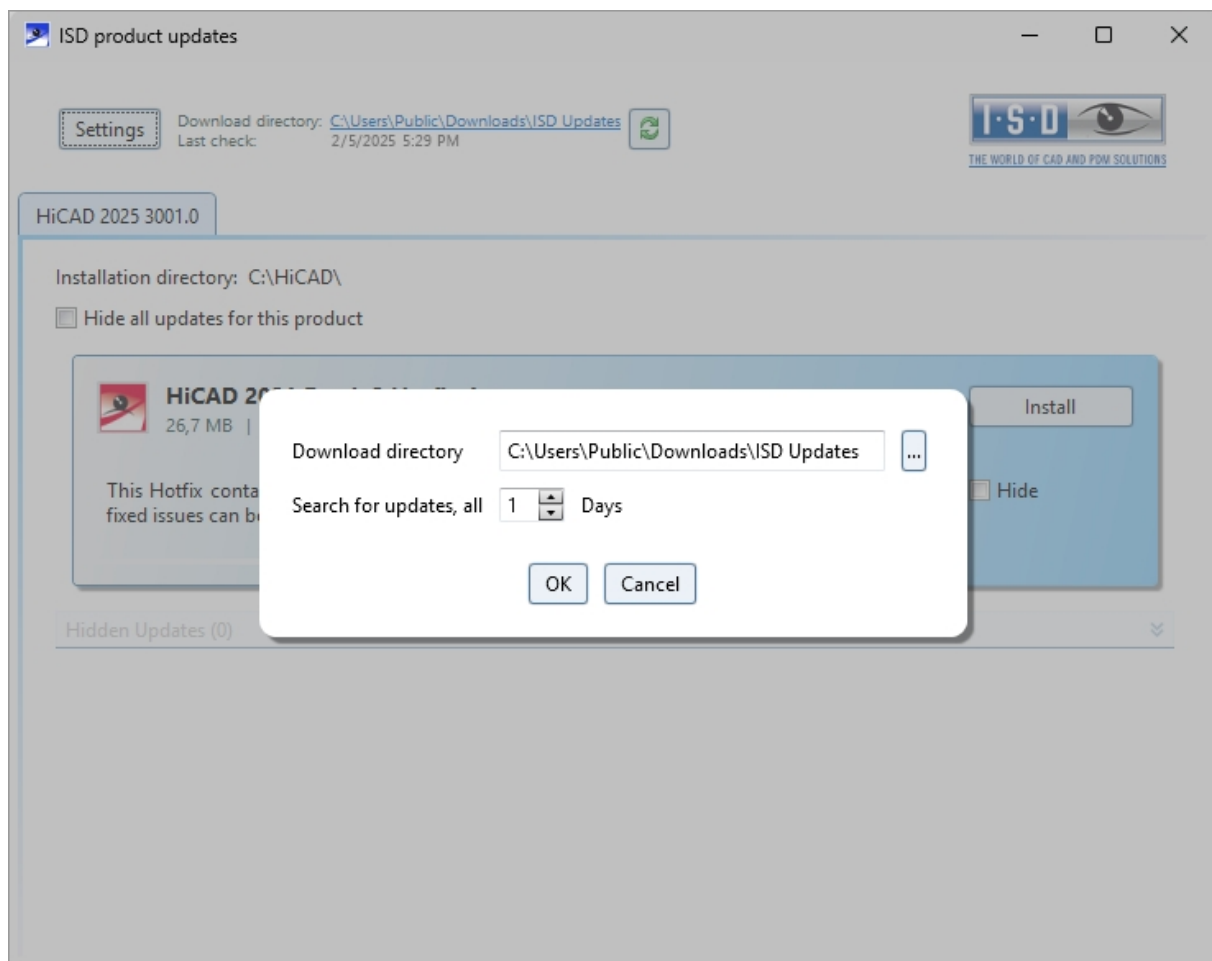 ISD product updates
Settings
Download directory: C:\Users\Public\Downloads\ISD Updates
Last check: 2/5/2025 5:29 PM
I·S·D
THE WORLD OF CAD AND PDM SOLUTIONS
HiCAD 2025 3001.0
Installation directory: C:\HiCAD\
Hide all updates for this product
HiCAD
26,7 MB |
Install
This Hotfix
fixed issues can
Hide
Download directory C:\Users\Public\Downloads\ISD Updates ...
Search for updates, all 1 Days
OK Cancel
Hidden Updates (0)